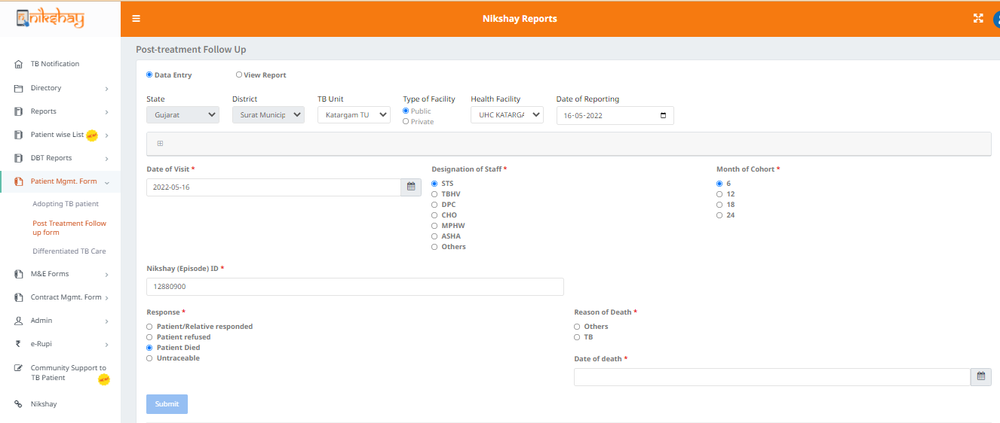 nikshay
Nikshay Reports
TB Notification
Directory
Reports
Patient wise List
DBT Reports
Patient Mgmt. Form
Adopting TB patient
Post Treatment Follow
up form
Differentiated TB Care
M&E Forms
Contract Mgmt. Form
Admin
₹ e-Rupi
Community Support to
TB Patient
Nikshay
Post-treatment Follow Up
Data Entry View Report
State District TB Unit Type of Facility Health Facility Date of Reporting
Gujarat Surat Municip Katargam TU Public UHC KATARGA 16-05-2022
Private
Date of Visit * Designation of Staff * Month of Cohort *
2022-05-16 STS 6
TBHV 12
DPC 18
CHO 24
MPHW
ASHA
Others
Nikshay (Episode) ID *
12880900
Response * Reason of Death *
Patient/Relative responded Others
Patient refused TB
Patient Died
Untraceable Date of death *
Submit